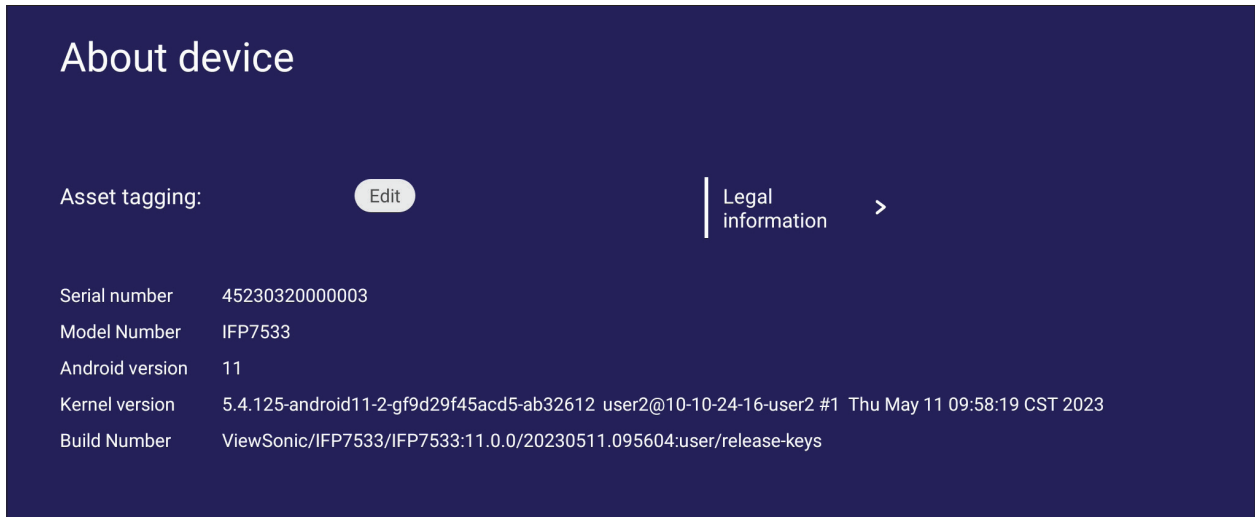 About device
Asset tagging:
Edit
Legal
information
Serial number 45230320000003
Model Number IFP7533
Android version 11
Kernel version 5.4.125-android11-2-gf9d29f45acd5-ab32612 user2@10-10-24-16-user2 #1 Thu May 11 09:58:19 CST 2023
Build Number ViewSonic/IFP7533/IFP7533:11.0.0/20230511.095604:user/release-keys